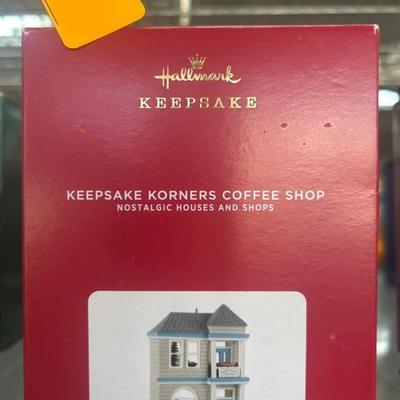 Hallmark
KEEPSAKE
KEEPSAKE KORNERS COFFEE SHOP
NOSTALGIC HOUSES AND SHOPS